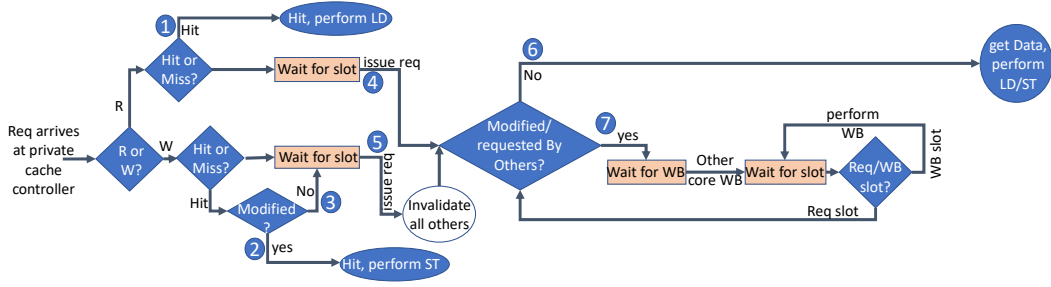 Req arrives
at private
cache
controller
R or
W?
R
W
Hit or
Miss?
1
Hit
Hit, perform LD
Wait for slot
issue req
4
Hit or
Miss?
Hit
Wait for slot
5
issue req
Modified
?
No
3
2
yes
Hit, perform ST
Invalidate
all others
Modified/
requested By
Others?
6
No
get Data,
perform
LD/ST
7
yes
Wait for WB
Other
core WB
Wait for slot
Req/WB
slot?
perform
WB
WB slot
Req slot